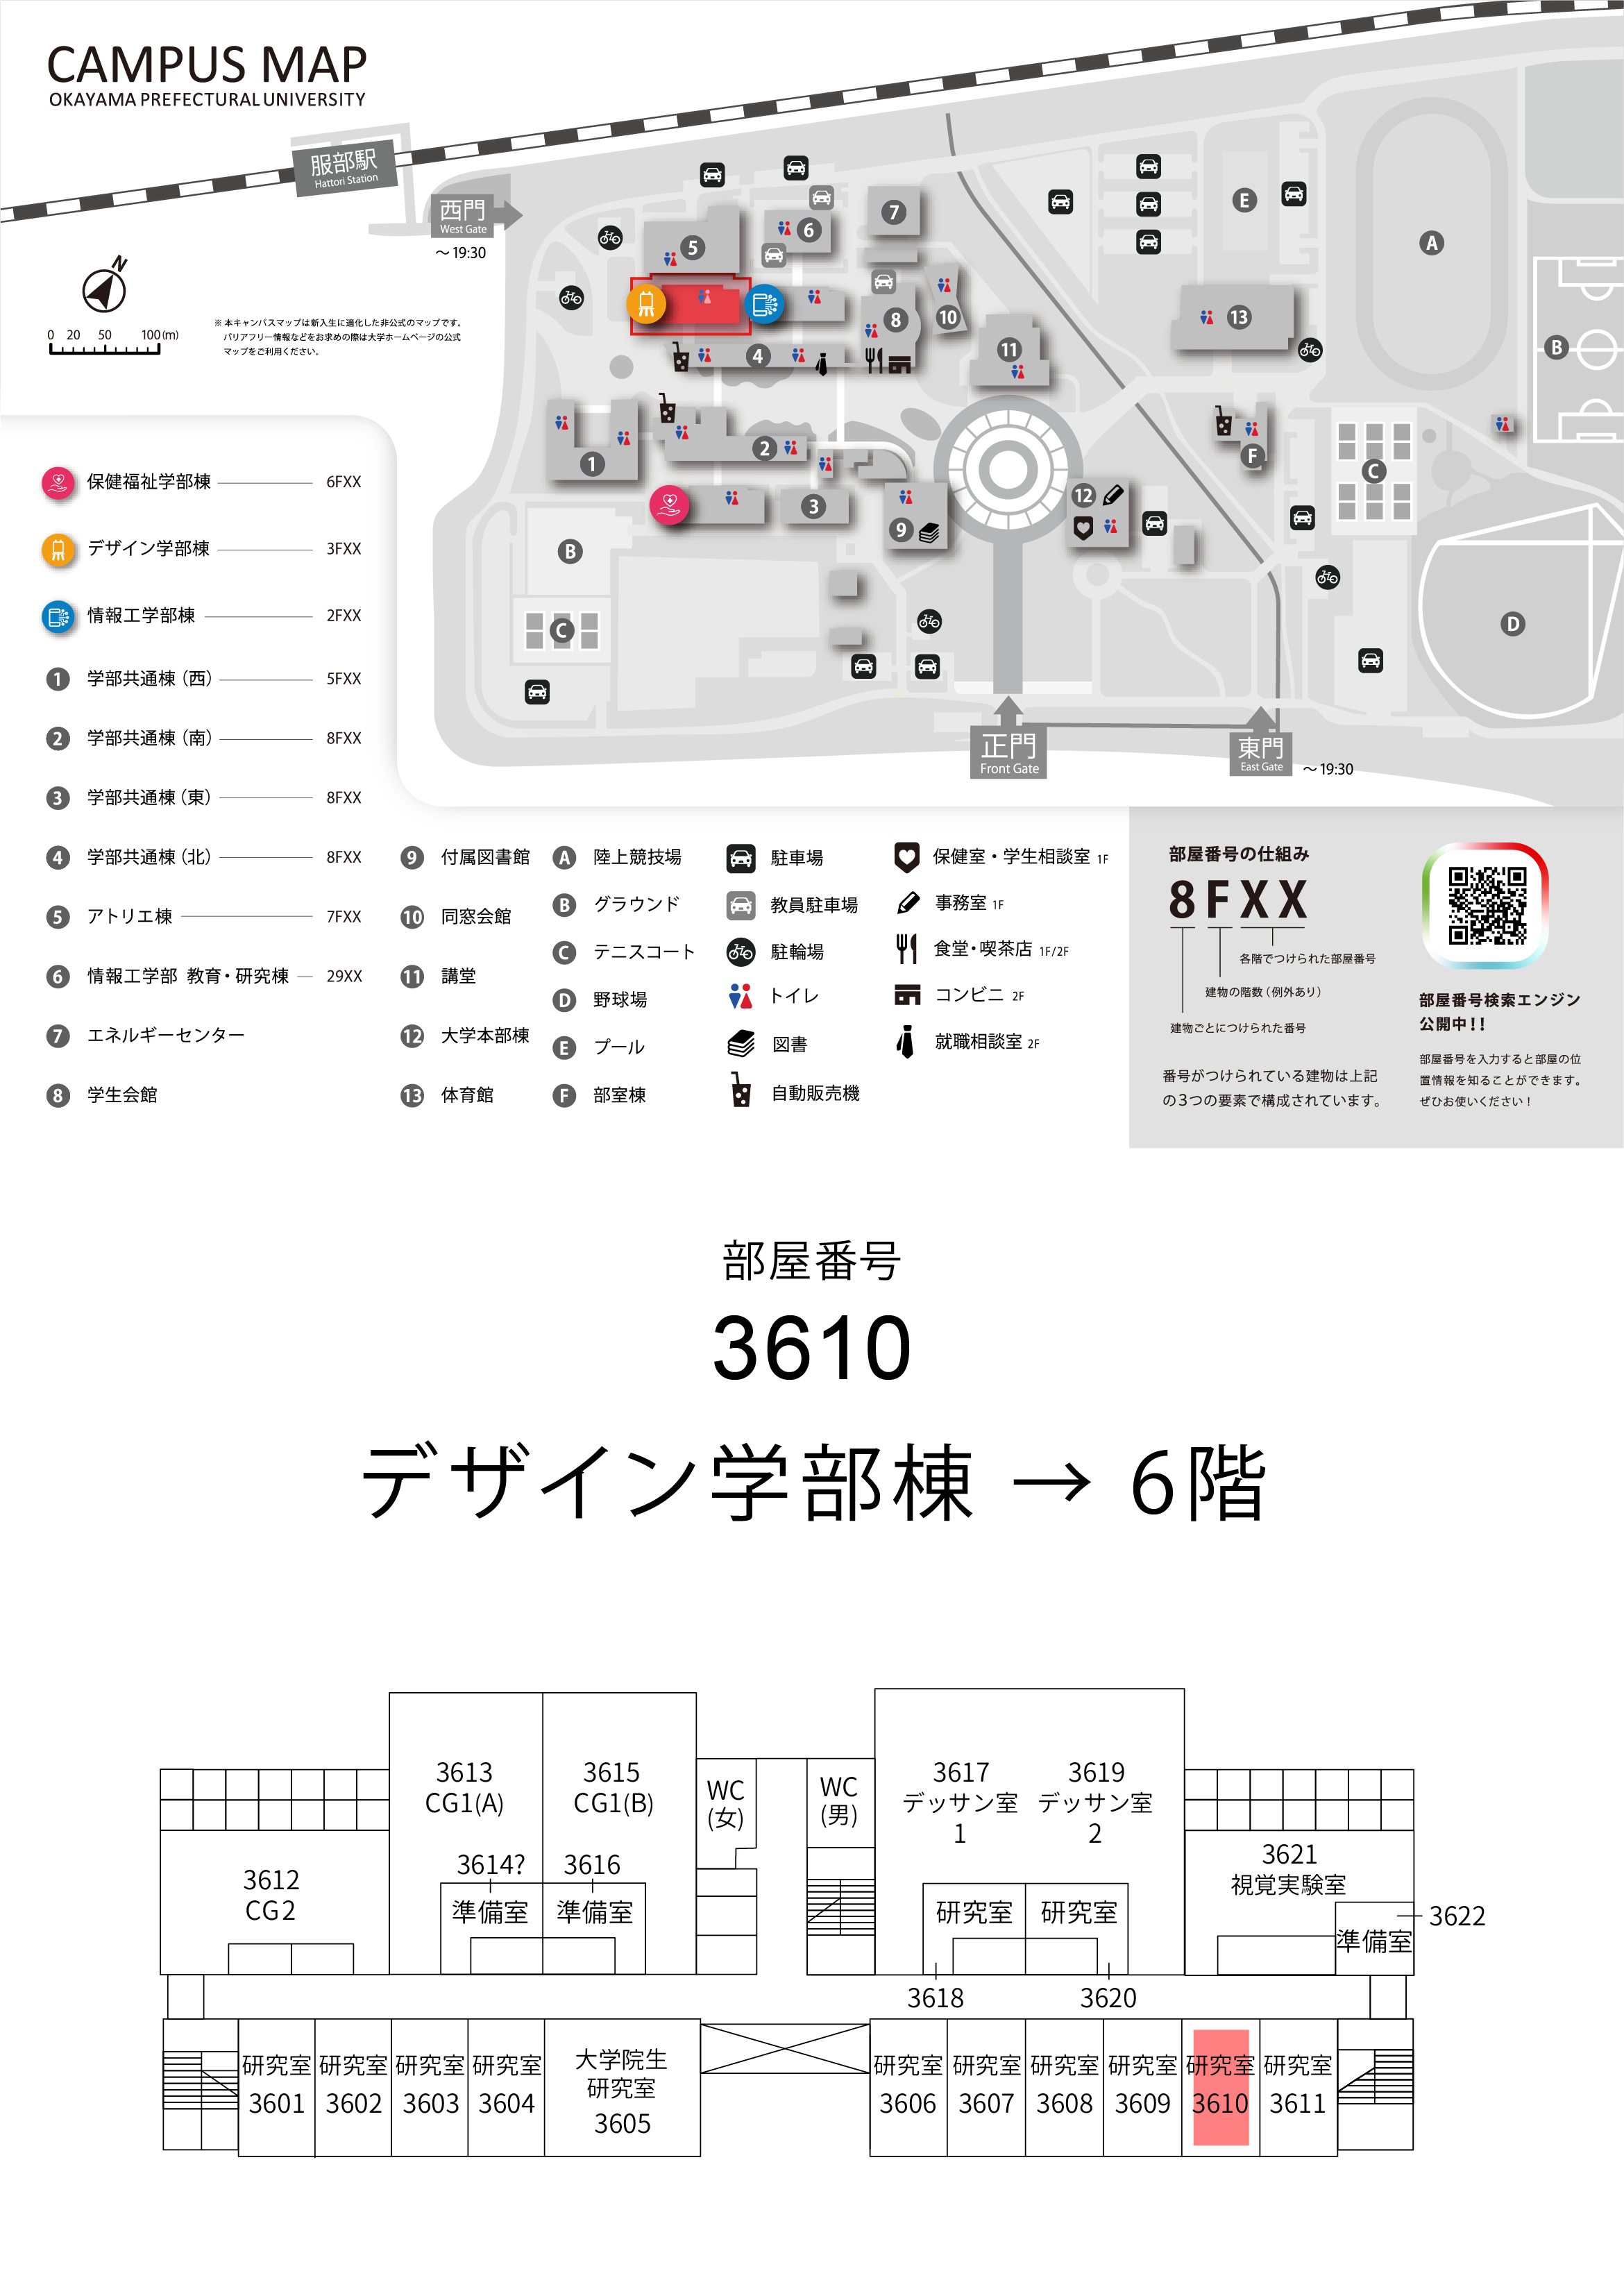 CAMPUS MAP
OKAYAMA PREFECTURAL UNIVERSITY
服部駅
Hattori Station
西門
West Gate
～19:30
N
0 20 50 100(m)
※ 本キャンパスマップは新入生に適化した非公式のマップです。
バリアフリー情報などをお求めの際は大学ホームページの公式
マップをご利用ください。
5
6
7
8
10
4
11
13
E
A
B
1
2
3
9
12
F
C
B
C
D
正門
Front Gate
東門
East Gate
～19:30
保健福祉学部棟 6FXX
デザイン学部棟 3FXX
情報工学部棟 2FXX
1 学部共通棟（西） 5FXX
2 学部共通棟（南） 8FXX
3 学部共通棟（東） 8FXX
4 学部共通棟（北） 8FXX
5 アトリエ棟 7FXX
6 情報工学部 教育・研究棟 29XX
7 エネルギーセンター
8 学生会館
9 付属図書館
10 同窓会館
11 講堂
12 大学本部棟
13 体育館
A 陸上競技場
B グラウンド
C テニスコート
D 野球場
E プール
F 部室棟
駐車場
教員駐車場
駐輪場
トイレ
図書
自動販売機
保健室・学生相談室 1F
事務室 1F
食堂・喫茶店 1F/2F
コンビニ 2F
就職相談室 2F
部屋番号の仕組み
8FXX
各階でつけられた部屋番号
建物の階数（例外あり）
建物ごとにつけられた番号
番号がつけられている建物は上記
の3つの要素で構成されています。
部屋番号検索エンジン
公開中！！
部屋番号を入力すると部屋の位
置情報を知ることができます。
ぜひお使いください！
部屋番号
3610
デザイン学部棟 → 6階
3613
CG1(A)
3615
CG1(B)
WC
(女)
WC
(男)
3617
デッサン室
1
3619
デッサン室
2
3612
CG2
3614?
準備室
3616
準備室
研究室
研究室
3621
視覚実験室
準備室
3622
3618
3620
研究室
3601
研究室
3602
研究室
3603
研究室
3604
大学院生
研究室
3605
研究室
3606
研究室
3607
研究室
3608
研究室
3609
研究室
3610
研究室
3611